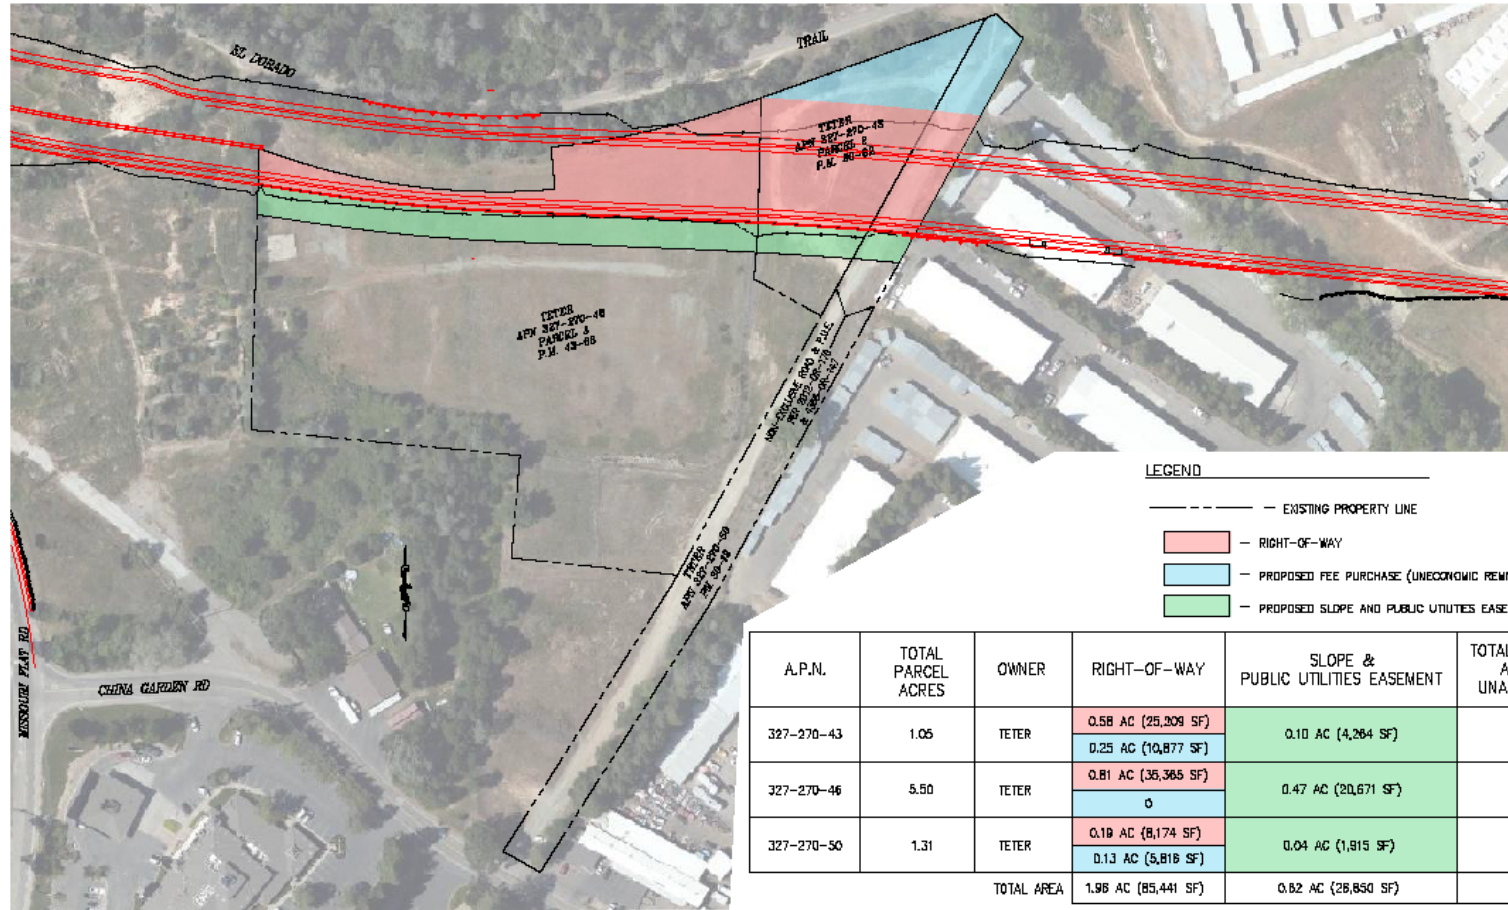 EL DORADO
TRAIL
TETER
APN 327-270-43
PARCEL 2
P.M. 50-62
TETER
APN 327-270-46
PARCEL 3
P.M. 43-68
NON-EXCLUSIVE ROAD & P.U.E.
TETER
APN 327-270-50
CHINA GARDEN RD
MISSOURI FLAT RD
LEGEND
— EXISTING PROPERTY LINE
— RIGHT-OF-WAY
— PROPOSED FEE PURCHASE (UNECONOMIC REM
— PROPOSED SLOPE AND PUBLIC UTILITIES EASE
A.P.N.
TOTAL
PARCEL
ACRES
OWNER
RIGHT-OF-WAY
SLOPE &
PUBLIC UTILITIES EASEMENT
TOTAL
A
UNA
327-270-43
1.05
TETER
0.58 AC (25,209 SF)
0.25 AC (10,877 SF)
0.10 AC (4,264 SF)
327-270-46
5.50
TETER
0.81 AC (35,365 SF)
0
0.47 AC (20,671 SF)
327-270-50
1.31
TETER
0.19 AC (8,174 SF)
0.13 AC (5,816 SF)
0.04 AC (1,915 SF)
TOTAL AREA
1.96 AC (85,441 SF)
0.62 AC (26,850 SF)